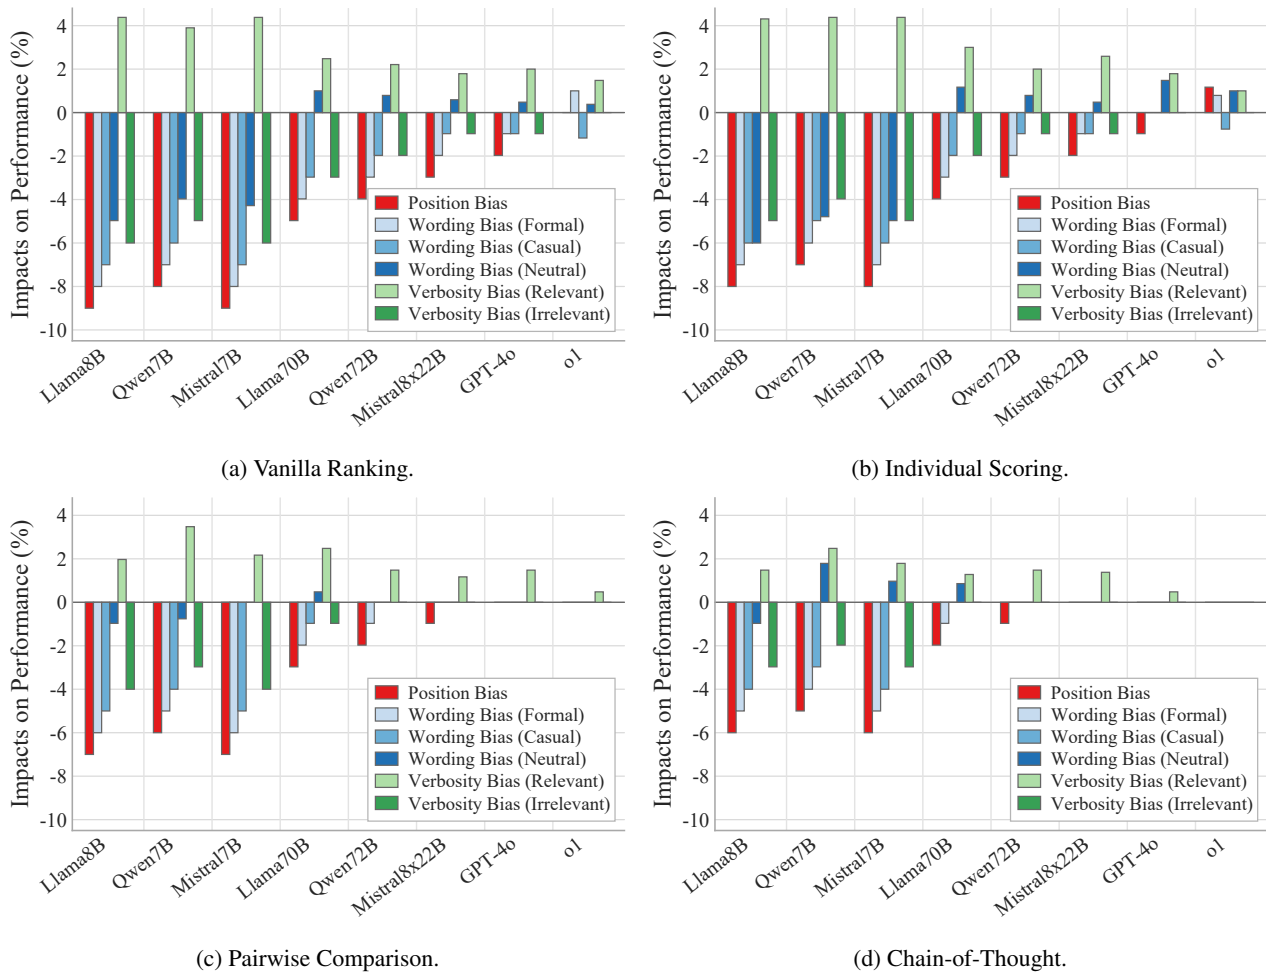 Impacts on Performance (%)
4
2
0
-2
-4
-6
-8
-10
Position Bias
Wording Bias (Formal)
Wording Bias (Casual)
Wording Bias (Neutral)
Verbosity Bias (Relevant)
Verbosity Bias (Irrelevant)
Llama8B
Qwen7B
Mistral7B
Llama70B
Qwen72B
Mistral8x22B
GPT-4o
o1
(a) Vanilla Ranking.
Impacts on Performance (%)
4
2
0
-2
-4
-6
-8
-10
Position Bias
Wording Bias (Formal)
Wording Bias (Casual)
Wording Bias (Neutral)
Verbosity Bias (Relevant)
Verbosity Bias (Irrelevant)
Llama8B
Qwen7B
Mistral7B
Llama70B
Qwen72B
Mistral8x22B
GPT-4o
o1
(b) Individual Scoring.
Impacts on Performance (%)
4
2
0
-2
-4
-6
-8
-10
Position Bias
Wording Bias (Formal)
Wording Bias (Casual)
Wording Bias (Neutral)
Verbosity Bias (Relevant)
Verbosity Bias (Irrelevant)
Llama8B
Qwen7B
Mistral7B
Llama70B
Qwen72B
Mistral8x22B
GPT-4o
o1
(c) Pairwise Comparison.
Impacts on Performance (%)
4
2
0
-2
-4
-6
-8
-10
Position Bias
Wording Bias (Formal)
Wording Bias (Casual)
Wording Bias (Neutral)
Verbosity Bias (Relevant)
Verbosity Bias (Irrelevant)
Llama8B
Qwen7B
Mistral7B
Llama70B
Qwen72B
Mistral8x22B
GPT-4o
o1
(d) Chain-of-Thought.